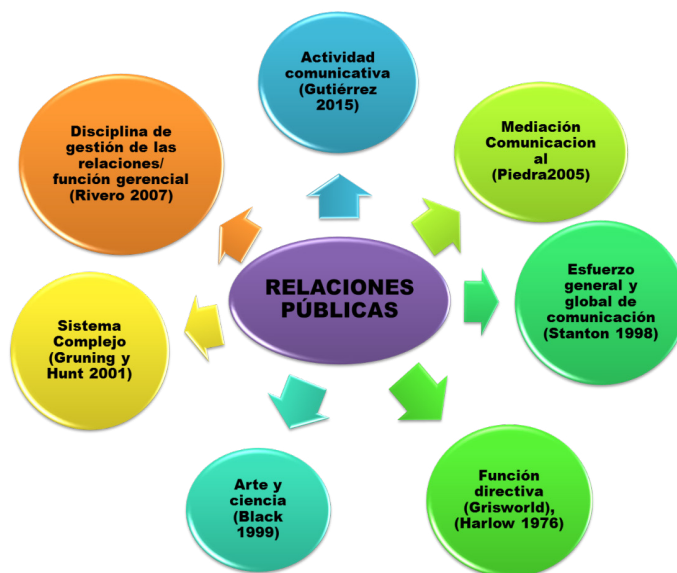 Actividad
comunicativa
(Gutiérrez
2015)
Disciplina de
gestión de las
relaciones/
función gerencial
(Rivero 2007)
Mediación
Comunicacion
al
(Piedra2005)
RELACIONES
PÚBLICAS
Esfuerzo
general y
global de
comunicación
(Stanton 1998)
Sistema
Complejo
(Gruning y
Hunt 2001)
Arte y
ciencia
(Black
1999)
Función
directiva
(Grisworld),
(Harlow 1976)